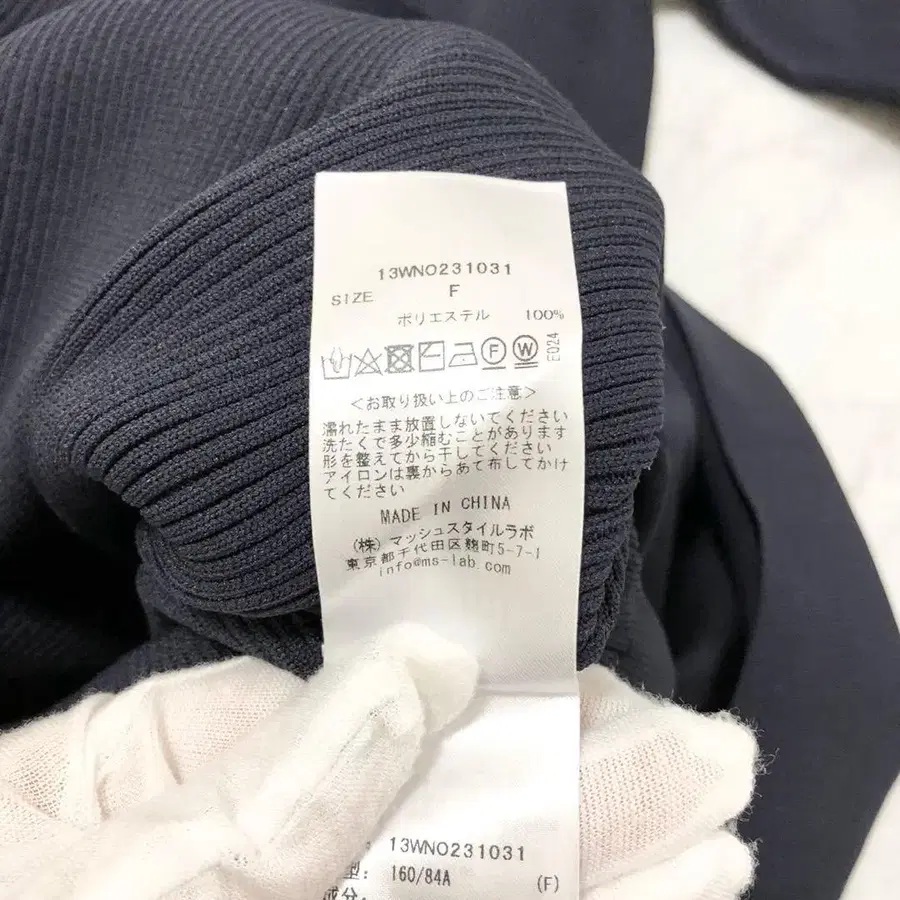 13WNO231031
SIZE F
ポリエステル 100%
F W E024
<お取り扱い上のご注意>
濡れたまま放置しないでください
洗たくで多少縮むことがあります
形を整えてから干してください
アイロンは裏からあて布してかけ
てください
MADE IN CHINA
(株)マッシュスタイルラボ
東京都千代田区麹町5-7-1
info@ms-lab.com
: 13WNO231031
型: 160/84A (F)
成分: